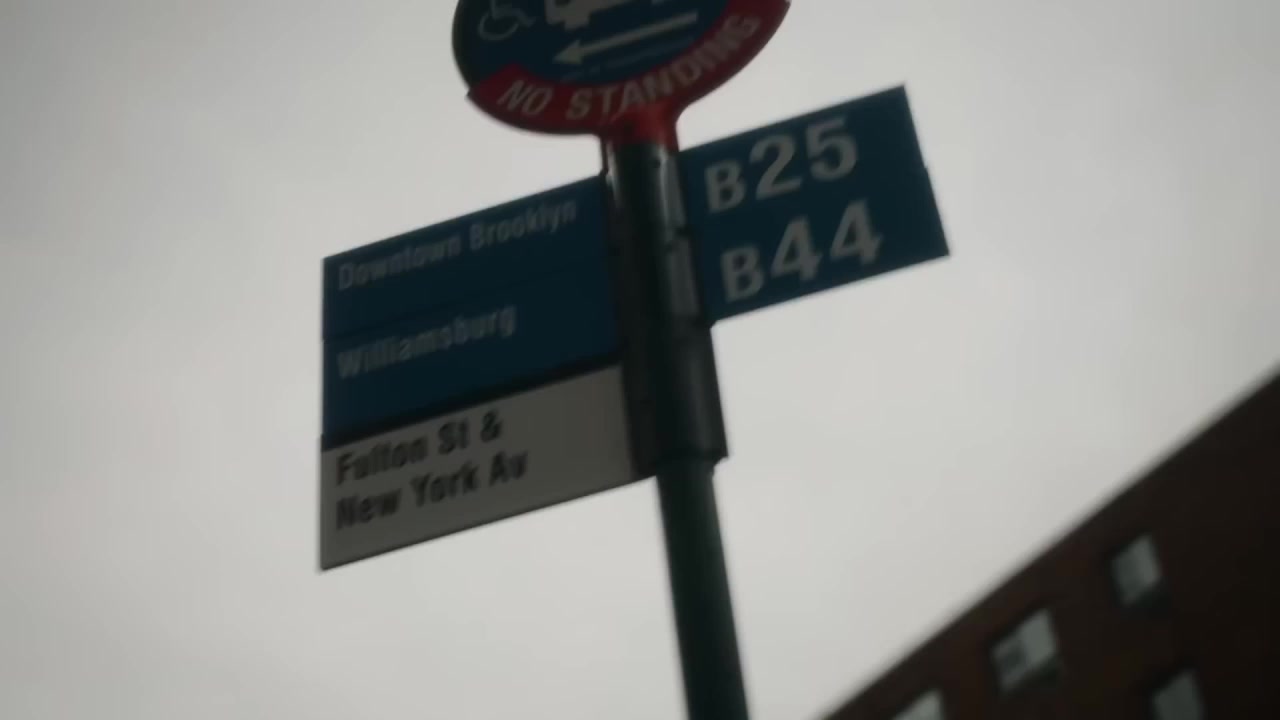 NO STANDING
B25
B44
Downtown Brooklyn
Williamsburg
Fulton St &
New York Av